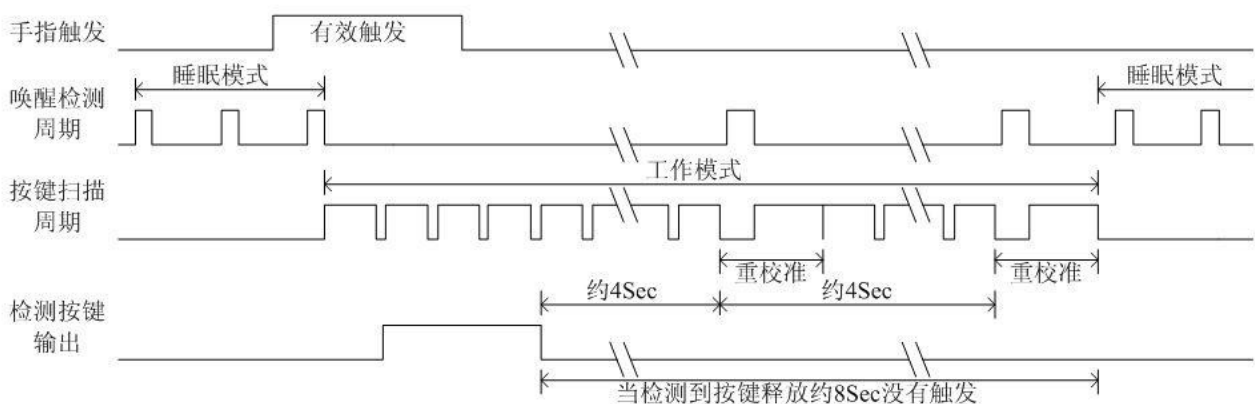 手指触发
有效触发
睡眠模式
睡眠模式
唤醒检测
周期
工作模式
按键扫描
周期
重校准
重校准
约4Sec
约4Sec
检测按键
输出
当检测到按键释放约8Sec没有触发